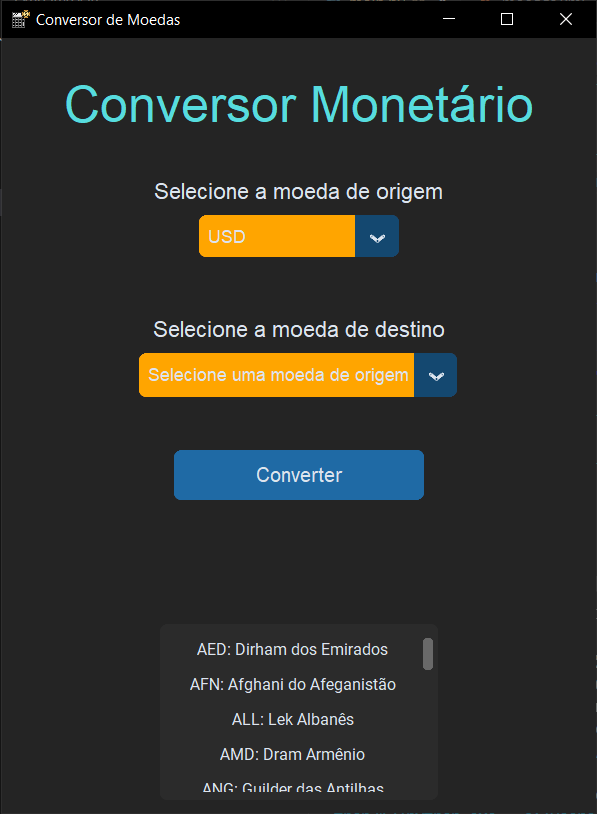 Conversor de Moedas
Conversor Monetário
Selecione a moeda de origem
USD
Selecione a moeda de destino
Selecione uma moeda de origem
Converter
AED: Dirham dos Emirados
AFN: Afghani do Afeganistão
ALL: Lek Albanês
AMD: Dram Armênio
ANG: Guilder das Antilhas